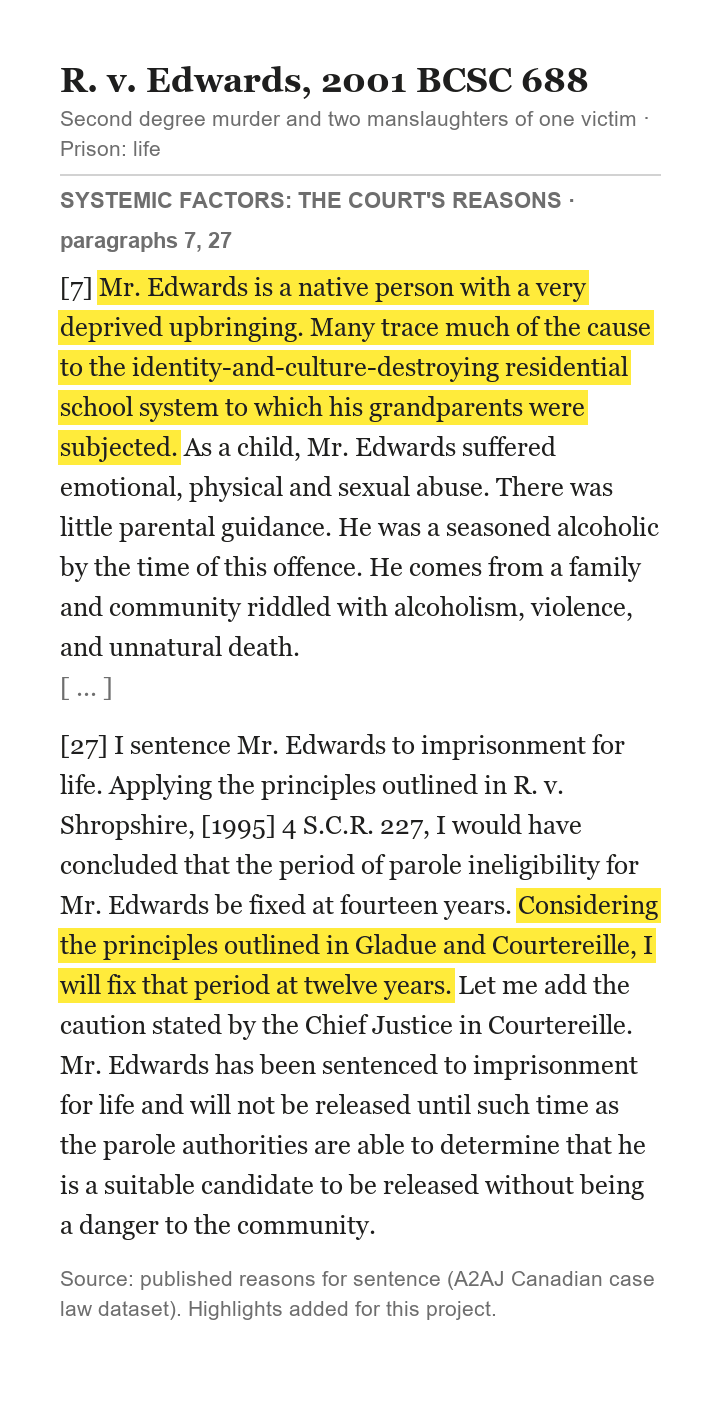 R. v. Edwards, 2001 BCSC 688
Second degree murder and two manslaughters of one victim ·
Prison: life
SYSTEMIC FACTORS: THE COURT'S REASONS ·
paragraphs 7, 27
[7] Mr. Edwards is a native person with a very
deprived upbringing. Many trace much of the cause
to the identity-and-culture-destroying residential
school system to which his grandparents were
subjected. As a child, Mr. Edwards suffered
emotional, physical and sexual abuse. There was
little parental guidance. He was a seasoned alcoholic
by the time of this offence. He comes from a family
and community riddled with alcoholism, violence,
and unnatural death.
[ ... ]
[27] I sentence Mr. Edwards to imprisonment for
life. Applying the principles outlined in R. v.
Shropshire, [1995] 4 S.C.R. 227, I would have
concluded that the period of parole ineligibility for
Mr. Edwards be fixed at fourteen years. Considering
the principles outlined in Gladue and Courtereille, I
will fix that period at twelve years. Let me add the
caution stated by the Chief Justice in Courtereille.
Mr. Edwards has been sentenced to imprisonment
for life and will not be released until such time as
the parole authorities are able to determine that he
is a suitable candidate to be released without being
a danger to the community.
Source: published reasons for sentence (A2AJ Canadian case
law dataset). Highlights added for this project.